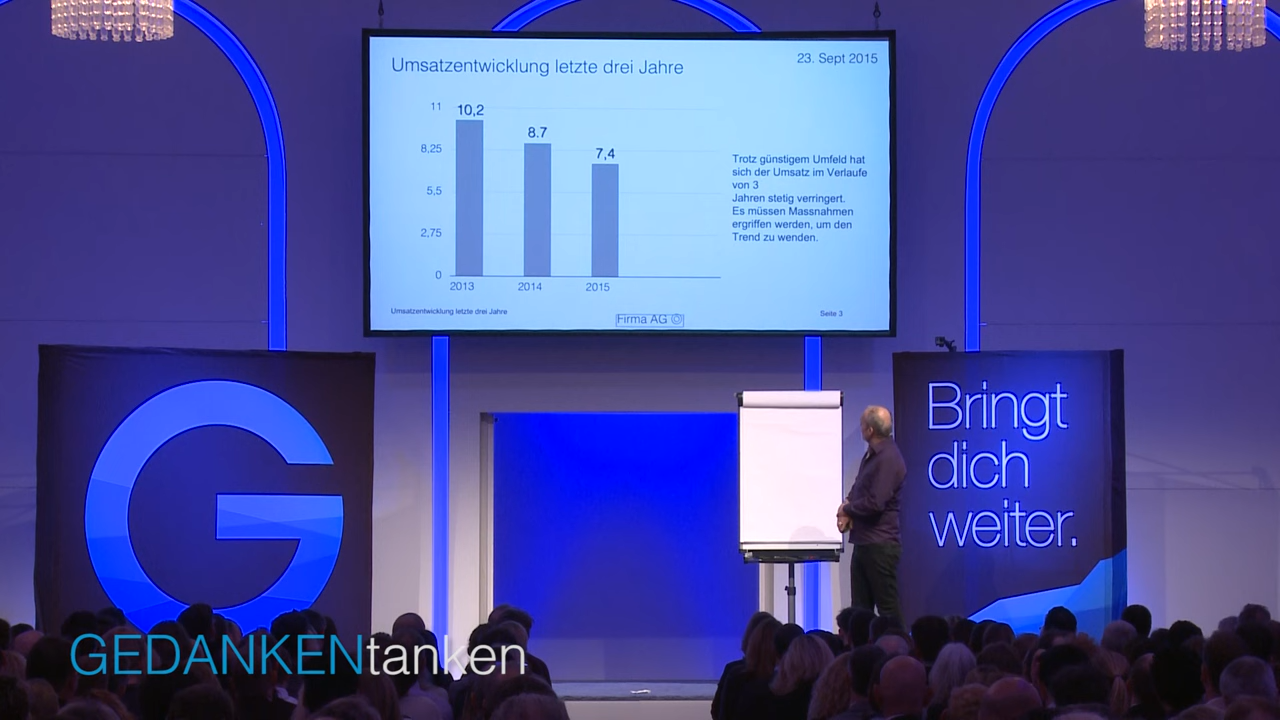 Umsatzentwicklung letzte drei Jahre
23. Sept 2015
11
10,2
8.7
8,25
7,4
5,5
2,75
0
2013
2014
2015
Trotz günstigem Umfeld hat
sich der Umsatz im Verlaufe
von 3
Jahren stetig verringert.
Es müssen Massnahmen
ergriffen werden, um den
Trend zu wenden.
Umsatzentwicklung letzte drei Jahre
Firma AG
Seite 3
G
Bringt
dich
weiter.
GEDANKENtanken